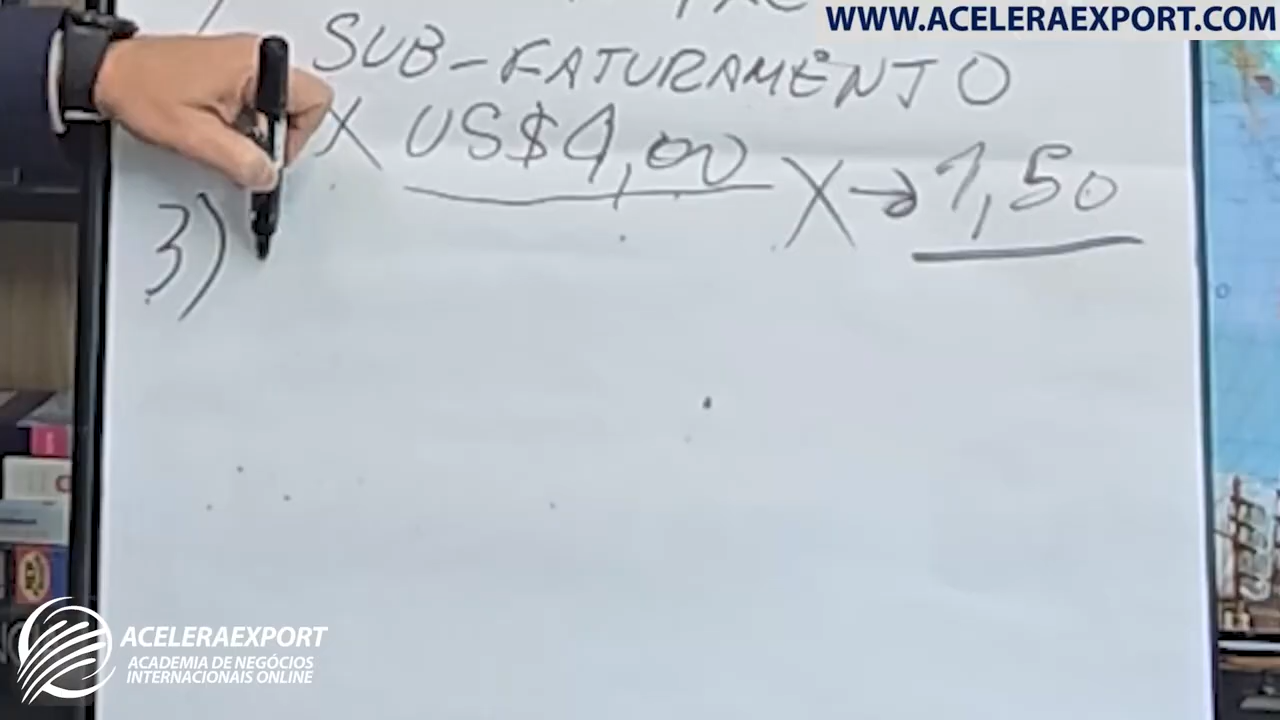 WWW.ACELERAEXPORT.COM
SUB-FATURAMENTO
X US$4,00 X → 1,50
3)
ACELERAEXPORT
ACADEMIA DE NEGÓCIOS
INTERNACIONAIS ONLINE